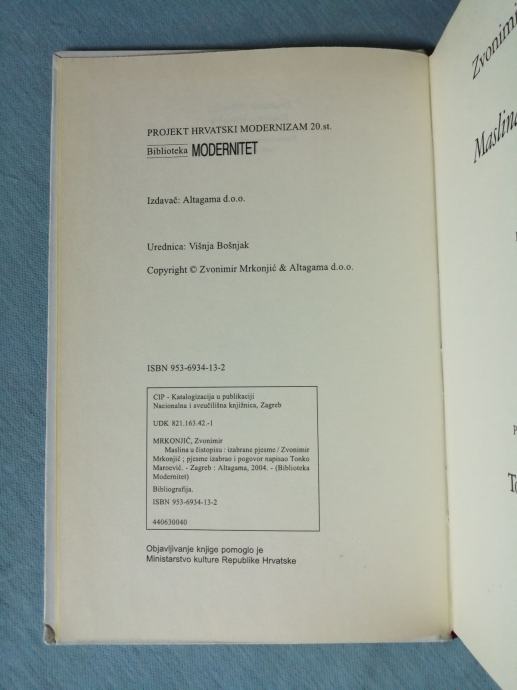 PROJEKT HRVATSKI MODERNIZAM 20.st.
Biblioteka MODERNITET
Izdavač: Altagama d.o.o.
Urednica: Višnja Bošnjak
Copyright © Zvonimir Mrkonjić & Altagama d.o.o.
ISBN 953-6934-13-2
CIP - Katalogizacija u publikaciji
Nacionalna i sveučilišna knjižnica, Zagreb
UDK 821.163.42.-1
MRKONJIĆ, Zvonimir
Maslina u čistopisu : izabrane pjesme / Zvonimir
Mrkonjić ; pjesme izabrao i pogovor napisao Tonko
Maroević. - Zagreb : Altagama, 2004. - (Biblioteka
Modernitet)
Bibliografija.
ISBN 953-6934-13-2
440630040
Objavljivanje knjige pomoglo je
Ministarstvo kulture Republike Hrvatske
Zvonimi
Maslina